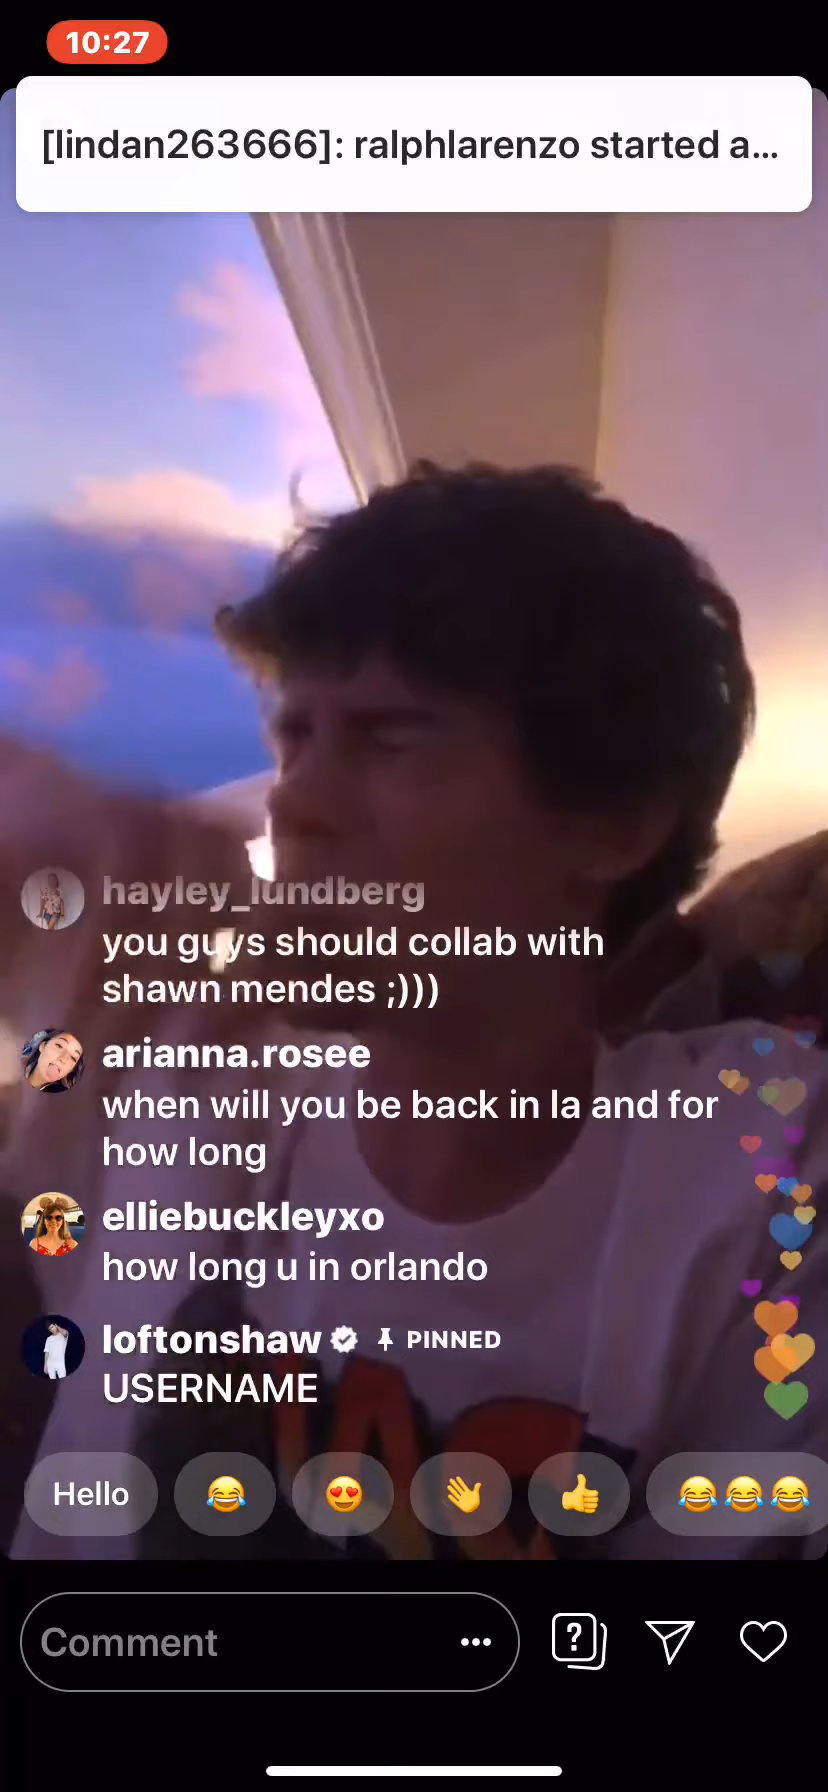 10:27
[lindan263666]: ralphlarenzo started a...
hayley_lundberg
you guys should collab with
shawn mendes ;)))
arianna.rosee
when will you be back in la and for
how long
elliebuckleyxo
how long u in orlando
loftonshaw PINNED
USERNAME
Hello
Comment